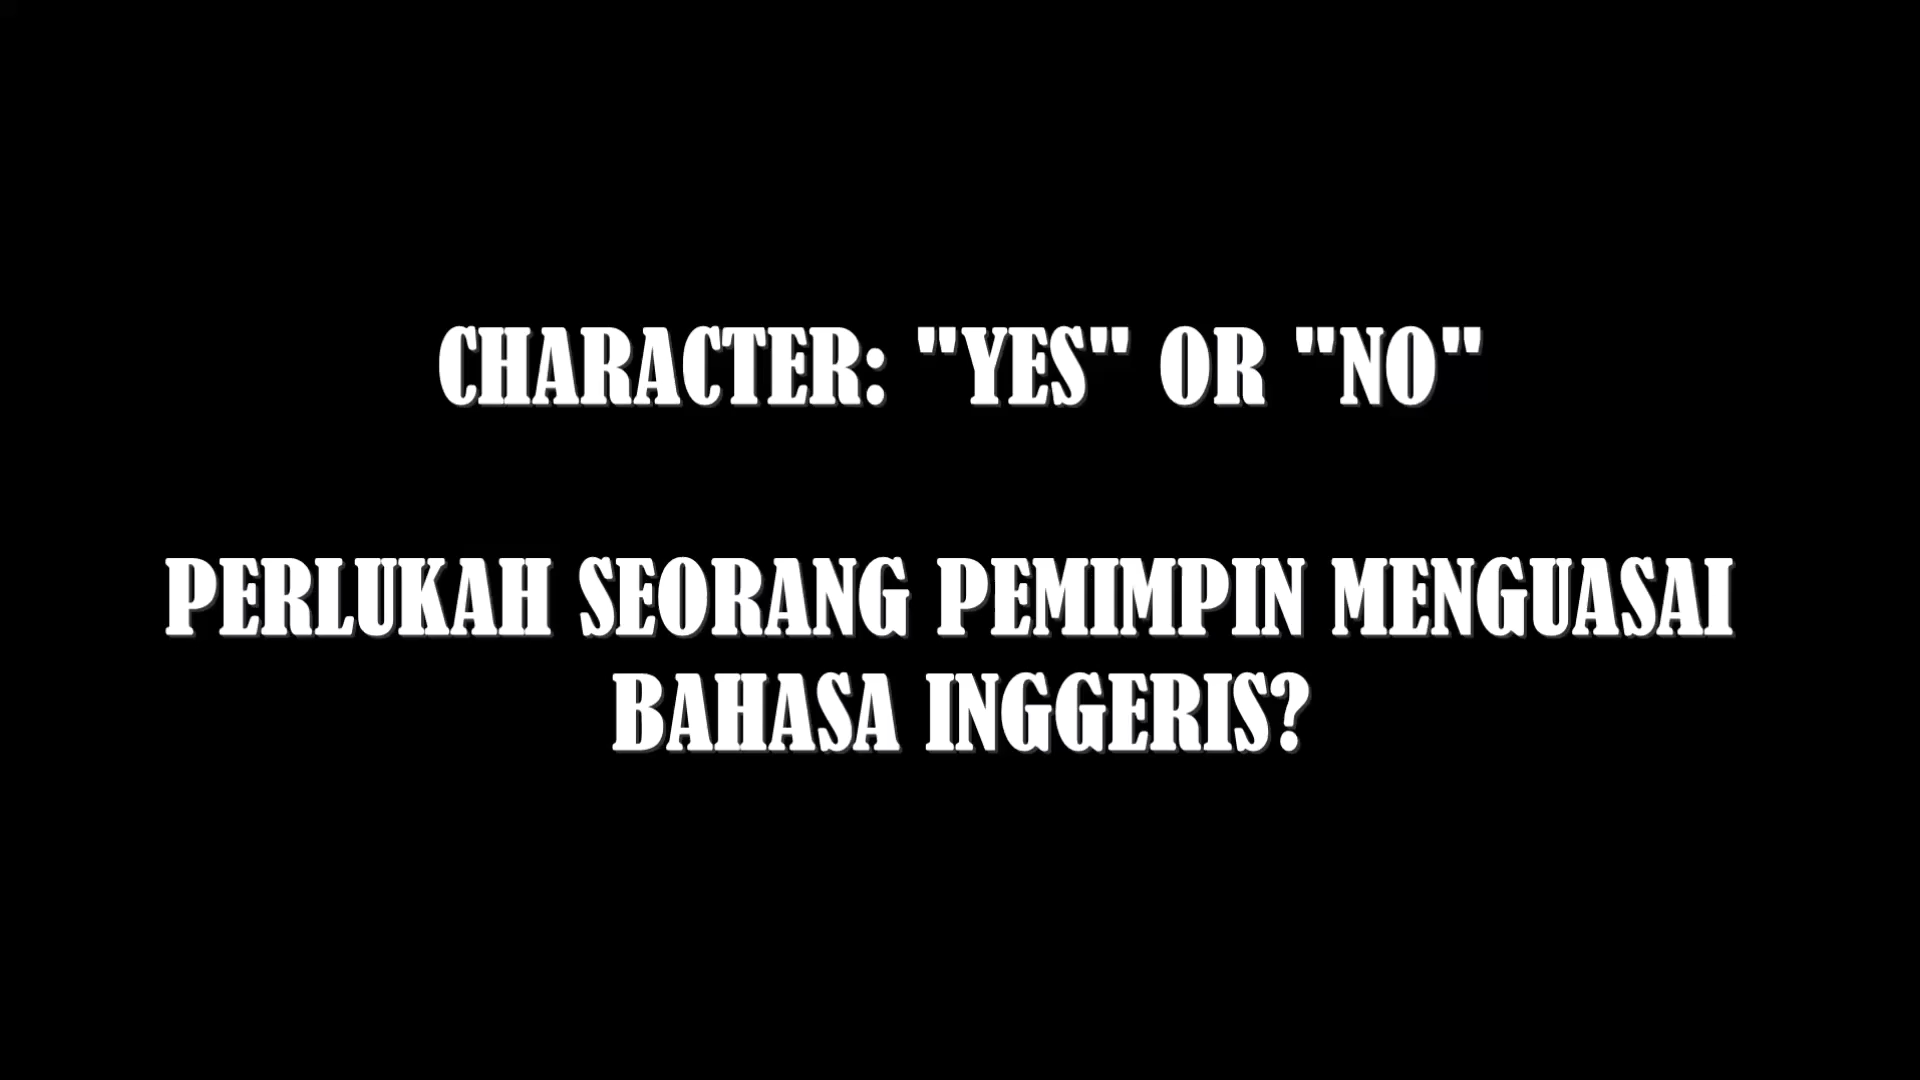 CHARACTER: "YES" OR "NO"
PERLUKAH SEORANG PEMIMPIN MENGUASAI
BAHASA INGGERIS?